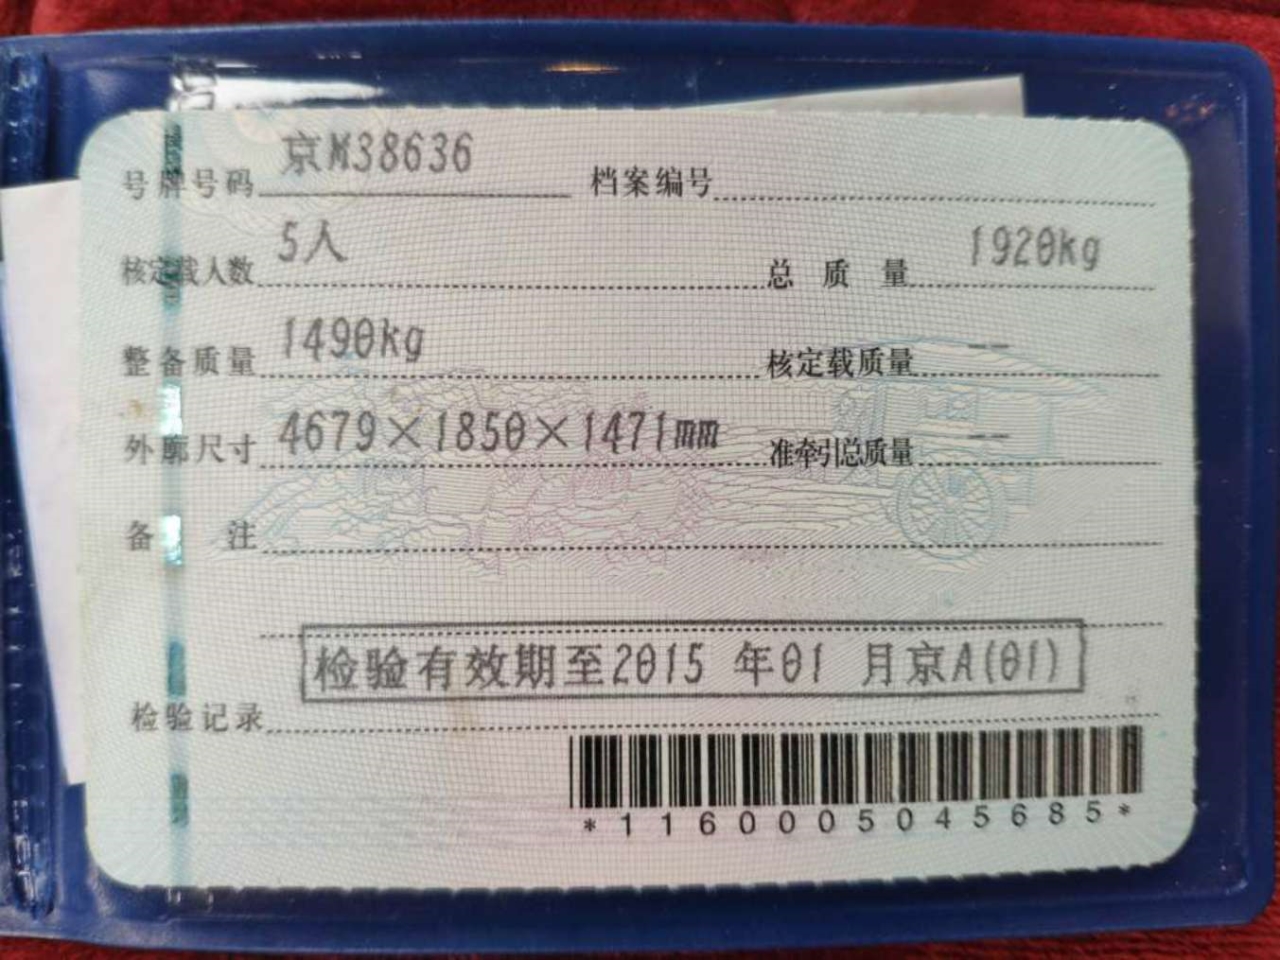 号牌号码 京M38636 档案编号
核定载人数 5人 总质量 1920kg
整备质量 1490kg 核定载质量 --
外廓尺寸 4679×1850×1471mm 准牵引总质量 --
备注
检验有效期至2015 年01 月京A(01)
检验记录
*1160005045685*